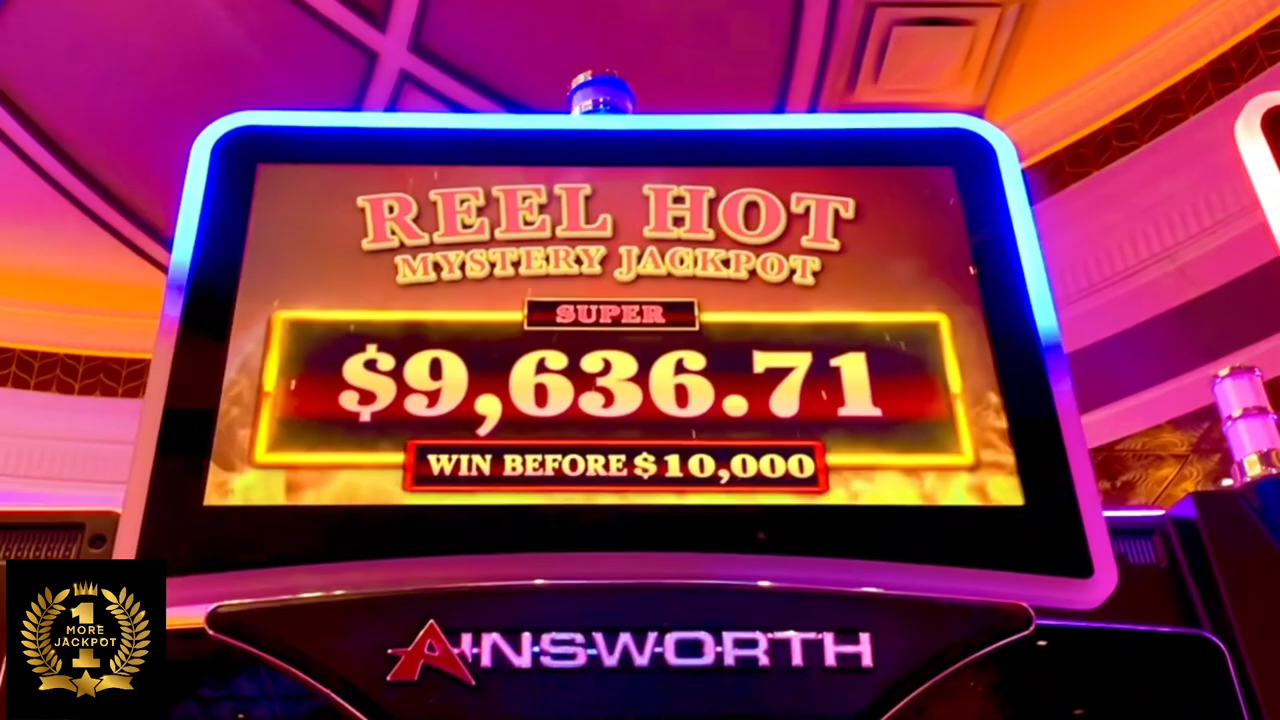 REEL HOT
MYSTERY JACKPOT
SUPER
$9,636.71
WIN BEFORE $10,000
AINSWORTH
1
MORE
JACKPOT